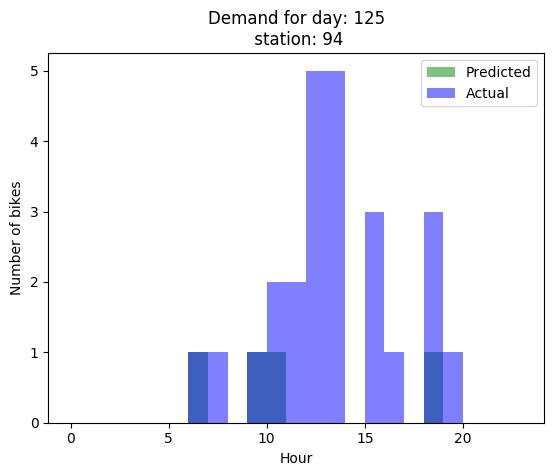 Demand for day: 125
station: 94
Predicted
Actual
5
4
3
2
1
0
Number of bikes
0 5 10 15 20
Hour